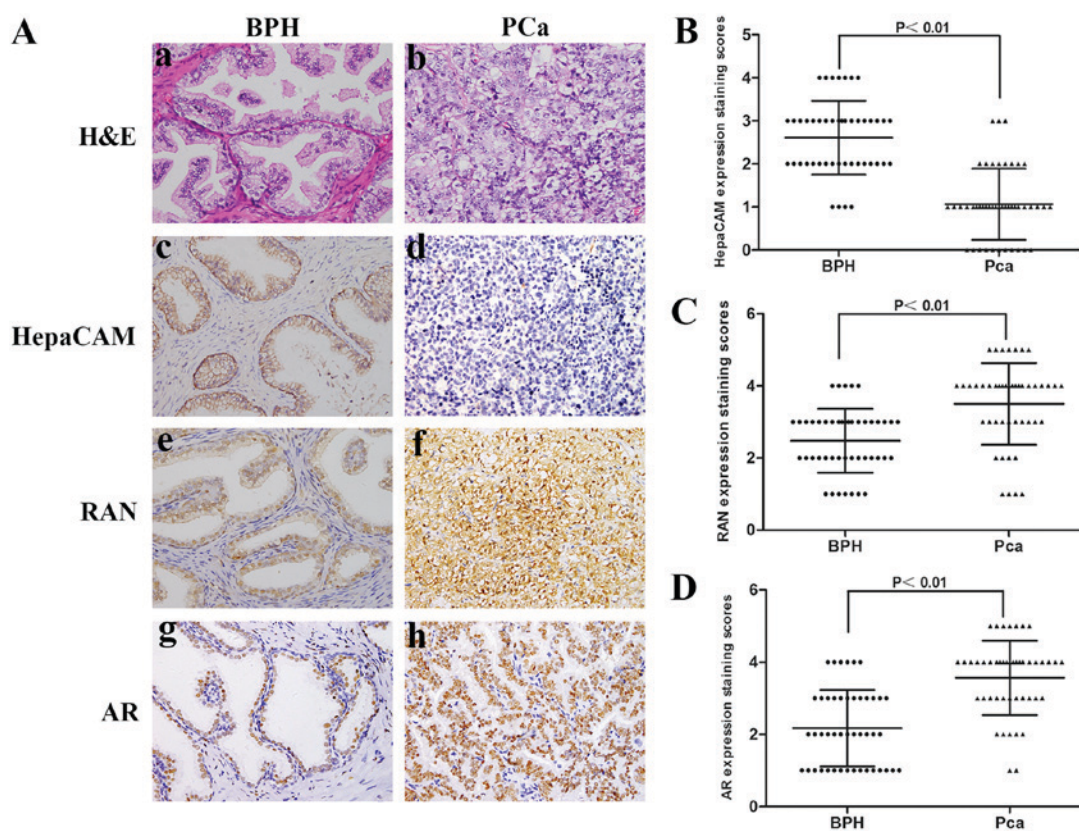 A
BPH
PCa
H&E
a
b
HepaCAM
c
d
RAN
e
f
AR
g
h
B
HepaCAM expression staining scores
5
4
3
2
1
0
P< 0.01
BPH
Pca
C
RAN expression staining scores
6
4
2
0
P< 0.01
BPH
Pca
D
AR expression staining scores
6
4
2
0
P< 0.01
BPH
Pca